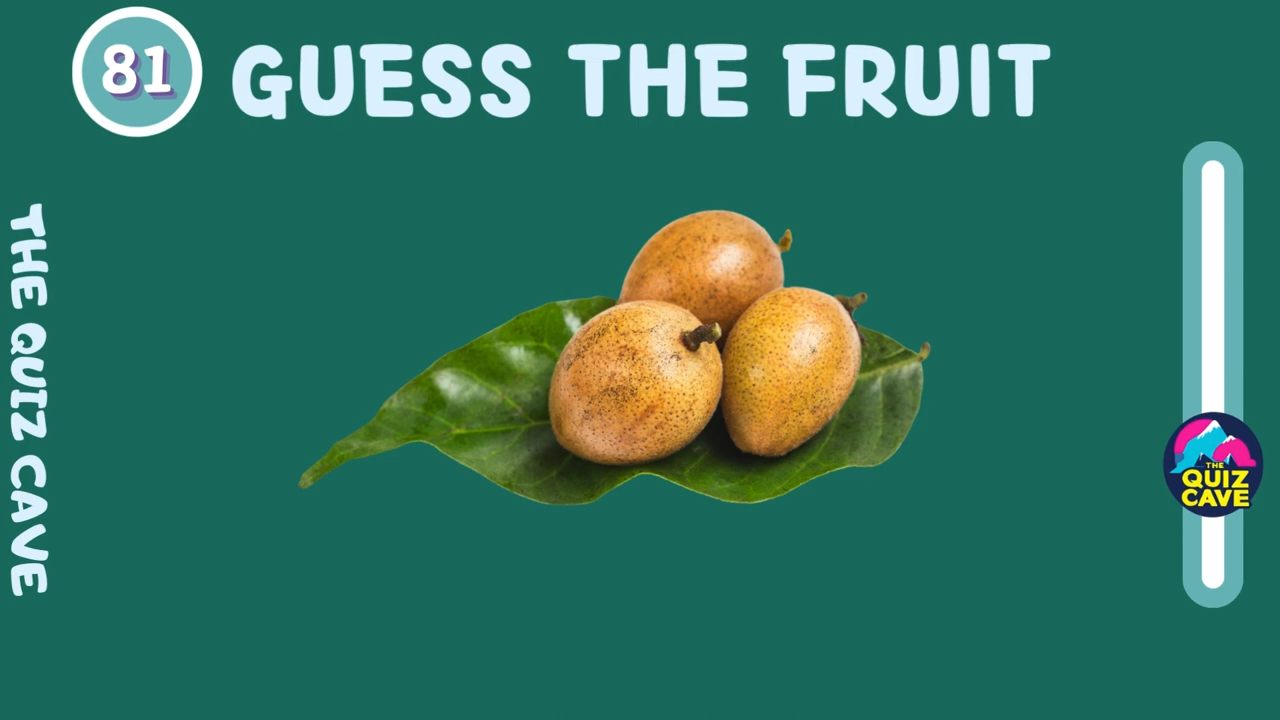 81
GUESS THE FRUIT
THE QUIZ CAVE
THE
QUIZ
CAVE